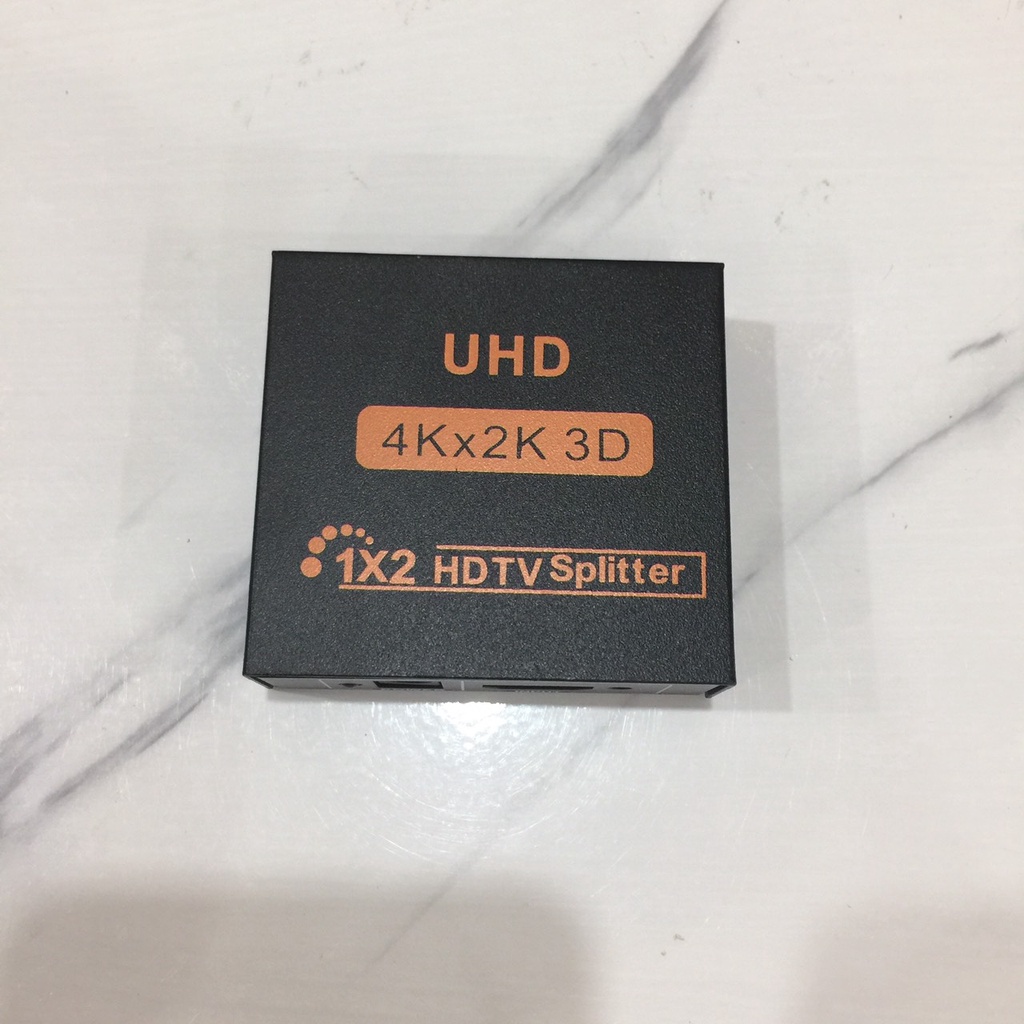 UHD
4Kx2K 3D
1X2 HDTV Splitter